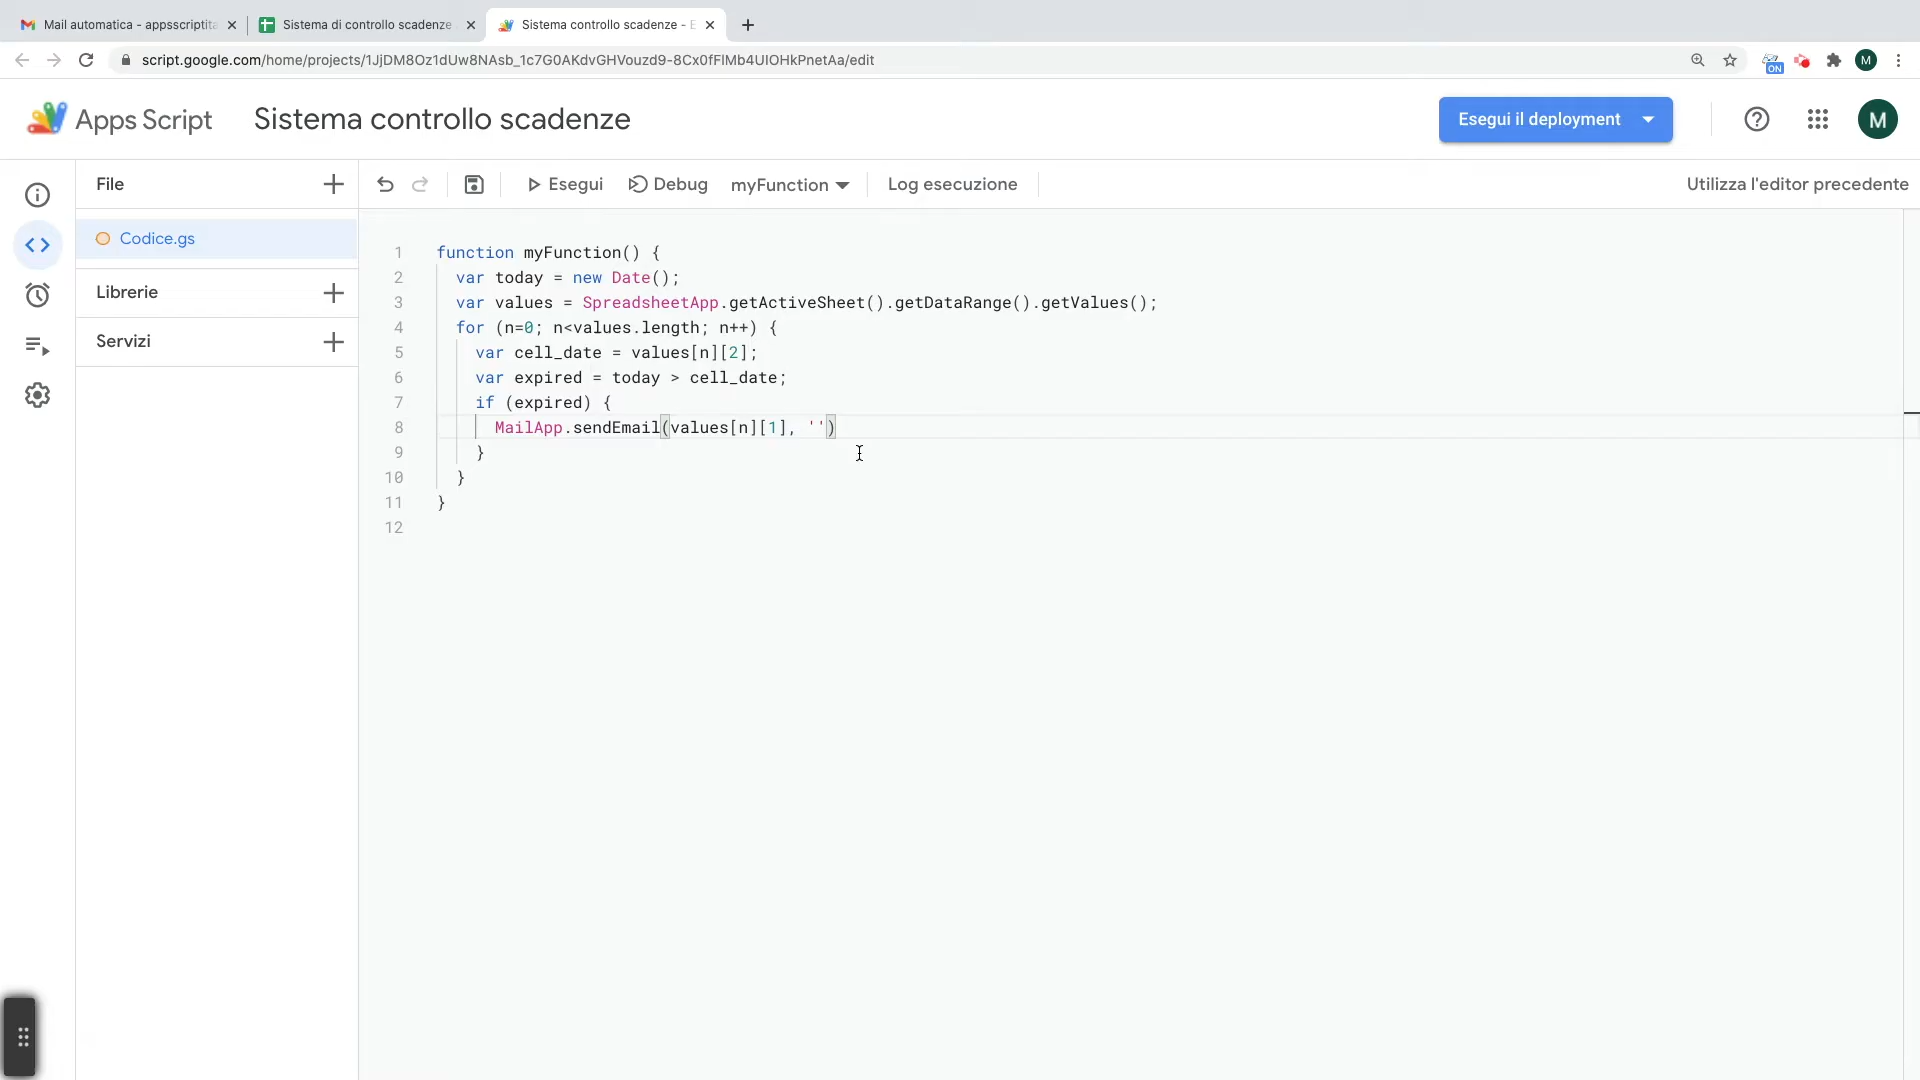 Mail automatica - appsscriptita
Sistema di controllo scadenze
Sistema controllo scadenze - E
script.google.com/home/projects/1JjDM8Oz1dUw8NAsb_1c7G0AKdvGHVouzd9-8Cx0fFlMb4UIOHkPnetAa/edit
ON
M
Apps Script
Sistema controllo scadenze
Esegui il deployment
M
File
Esegui
Debug
myFunction
Log esecuzione
Utilizza l'editor precedente
Codice.gs
Librerie
Servizi
1 function myFunction() {
2 var today = new Date();
3 var values = SpreadsheetApp.getActiveSheet().getDataRange().getValues();
4 for (n=0; n<values.length; n++) {
5 var cell_date = values[n][2];
6 var expired = today > cell_date;
7 if (expired) {
8 MailApp.sendEmail(values[n][1], '')
9 }
10 }
11 }
12